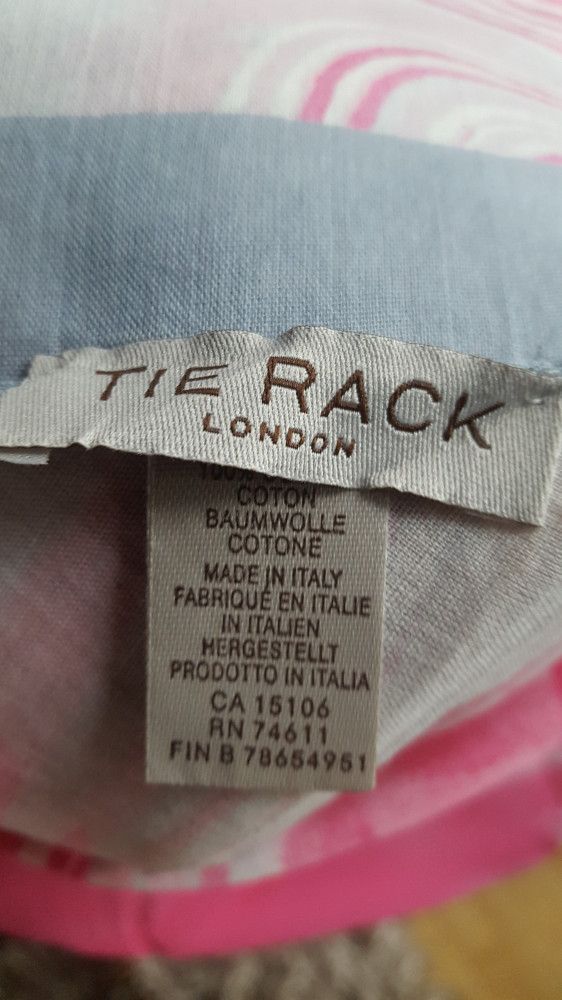 TIE RACK
LONDON
100%
COTON
BAUMWOLLE
COTONE
MADE IN ITALY
FABRIQUÉ EN ITALIE
IN ITALIEN
HERGESTELLT
PRODOTTO IN ITALIA
CA 15106
RN 74611
FIN B 78654951